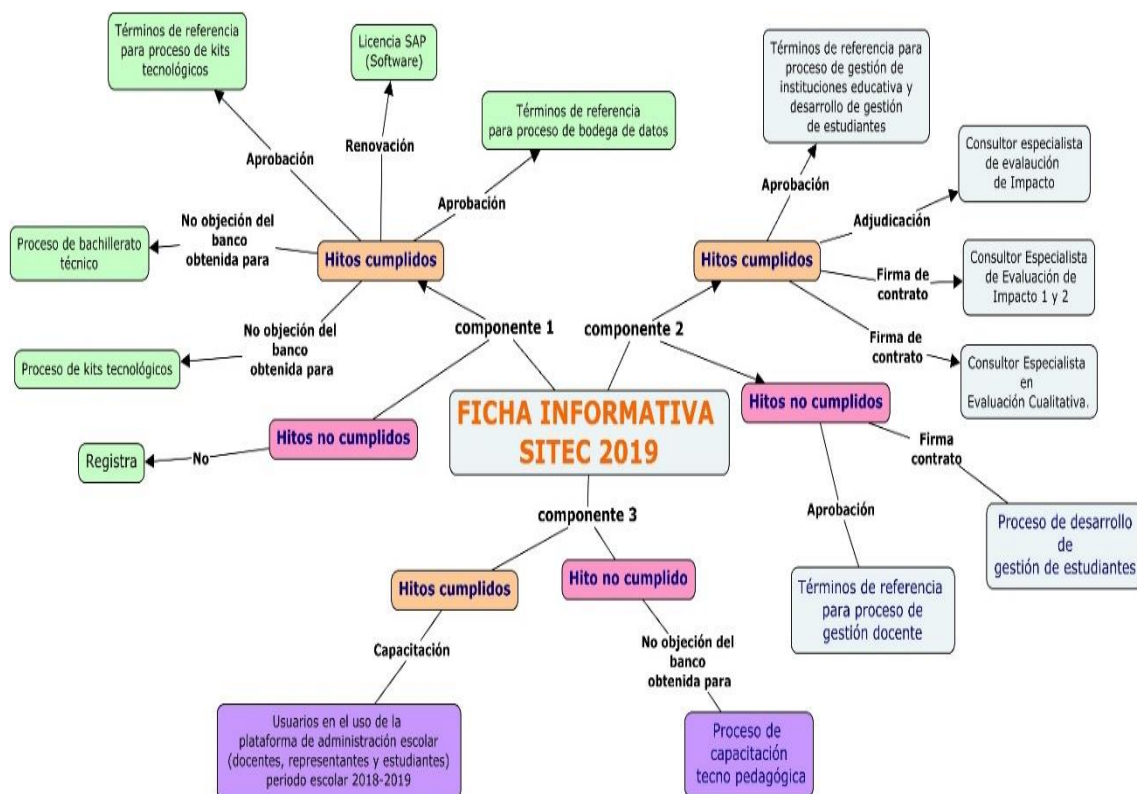 Términos de referencia
para proceso de kits
tecnológicos
Licencia SAP
(Software)
Términos de referencia
para proceso de bodega de datos
Aprobación
Renovación
Aprobación
No objeción del
banco
obtenida para
Proceso de bachillerato
técnico
Hitos cumplidos
No objeción del
banco
obtenida para
Proceso de kits tecnológicos
componente 1
Hitos no cumplidos
No
Registra
Términos de referencia para
proceso de gestión de
instituciones educativa y
desarrollo de gestión
de estudiantes
Aprobación
Consultor especialista
de evalaución
de Impacto
Adjudicación
Hitos cumplidos
Firma de
contrato
Consultor Especialista
de Evaluación de
Impacto 1 y 2
Firma de
contrato
Consultor Especialista
en
Evaluación Cualitativa.
componente 2
Hitos no cumplidos
Firma
contrato
Aprobación
Proceso de desarrollo
de
gestión de estudiantes
Términos de referencia
para proceso de
gestión docente
FICHA INFORMATIVA
SITEC 2019
componente 3
Hitos cumplidos
Hito no cumplido
Capacitación
No objeción del
banco
obtenida para
Usuarios en el uso de la
plataforma de administración escolar
(docentes, representantes y estudiantes)
periodo escolar 2018-2019
Proceso de
capacitación
tecno pedagógica